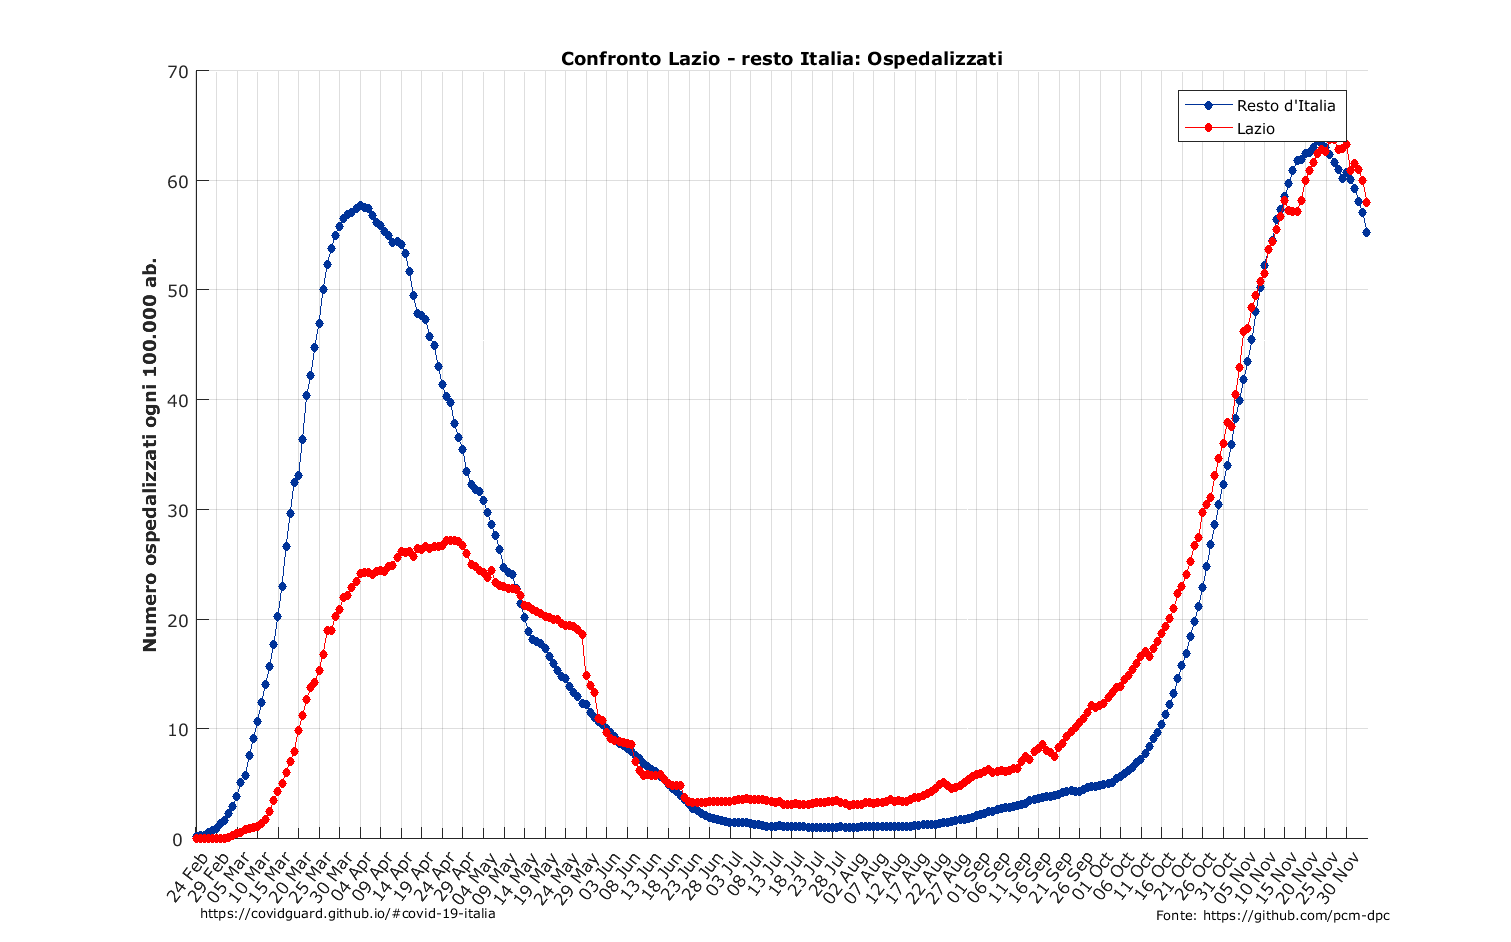 Confronto Lazio - resto Italia: Ospedalizzati
Resto d'Italia
Lazio
Numero ospedalizzati ogni 100.000 ab.
70
60
50
40
30
20
10
0
24 Feb
29 Feb
05 Mar
10 Mar
15 Mar
20 Mar
25 Mar
30 Mar
04 Apr
09 Apr
14 Apr
19 Apr
24 Apr
29 Apr
04 May
09 May
14 May
19 May
24 May
29 May
03 Jun
08 Jun
13 Jun
18 Jun
23 Jun
28 Jun
03 Jul
08 Jul
13 Jul
18 Jul
23 Jul
28 Jul
02 Aug
07 Aug
12 Aug
17 Aug
22 Aug
27 Aug
01 Sep
06 Sep
11 Sep
16 Sep
21 Sep
26 Sep
01 Oct
06 Oct
11 Oct
16 Oct
21 Oct
26 Oct
31 Oct
05 Nov
10 Nov
15 Nov
20 Nov
25 Nov
30 Nov
https://covidguard.github.io/#covid-19-italia
Fonte: https://github.com/pcm-dpc